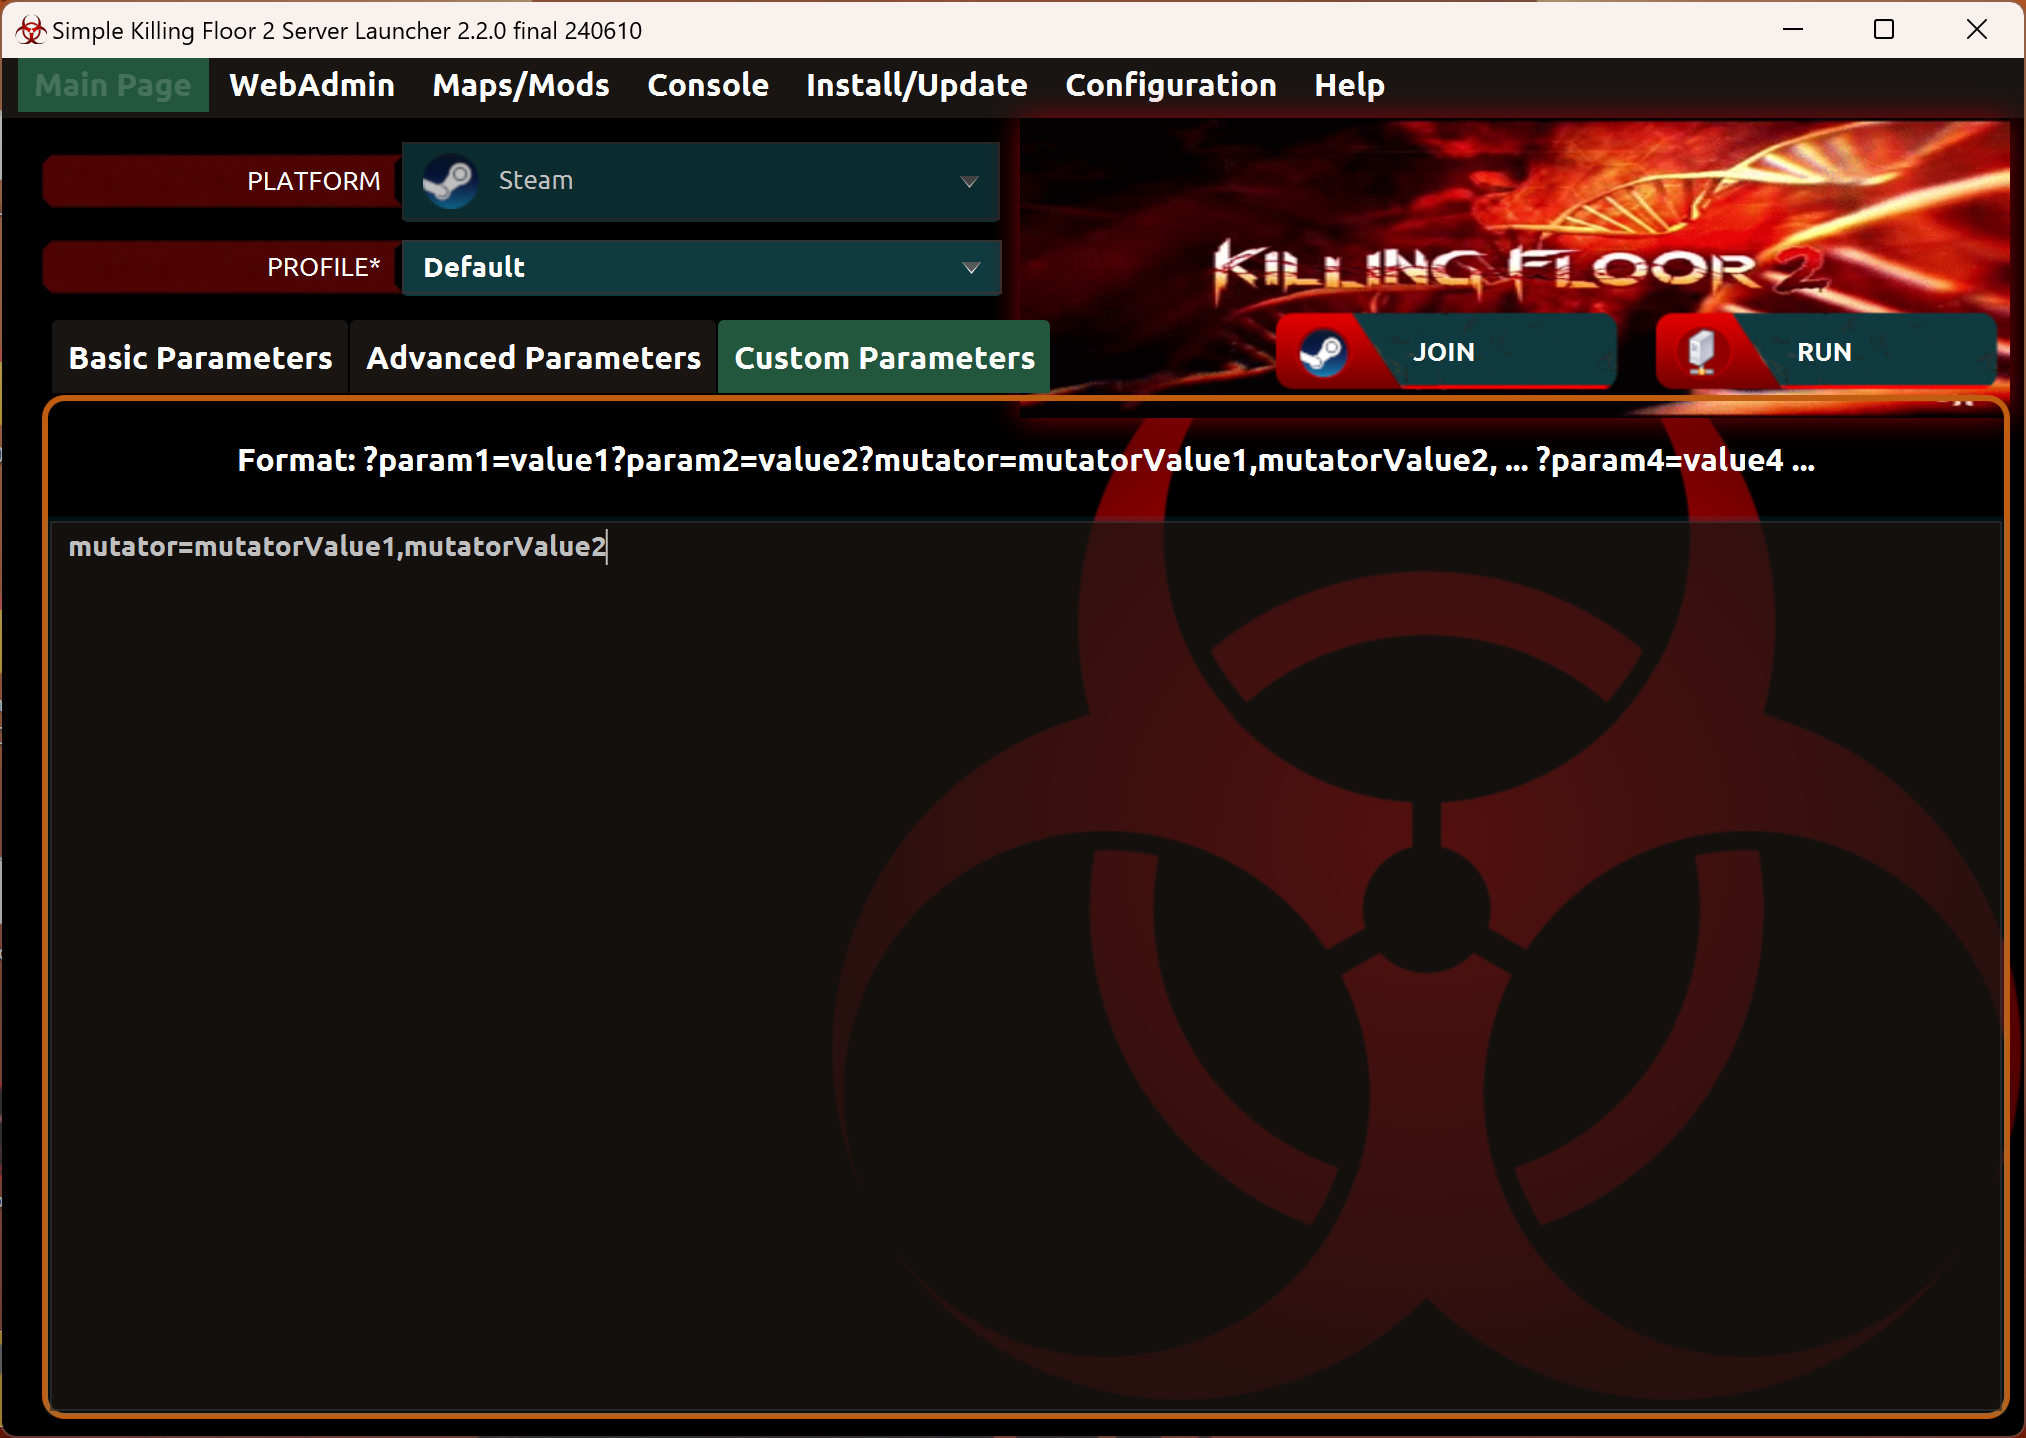 Simple Killing Floor 2 Server Launcher 2.2.0 final 240610
Main Page WebAdmin Maps/Mods Console Install/Update Configuration Help
PLATFORM Steam
PROFILE* Default
KILLING FLOOR 2
Basic Parameters Advanced Parameters Custom Parameters
JOIN RUN
Format: ?param1=value1?param2=value2?mutator=mutatorValue1,mutatorValue2, ... ?param4=value4 ...
mutator=mutatorValue1,mutatorValue2